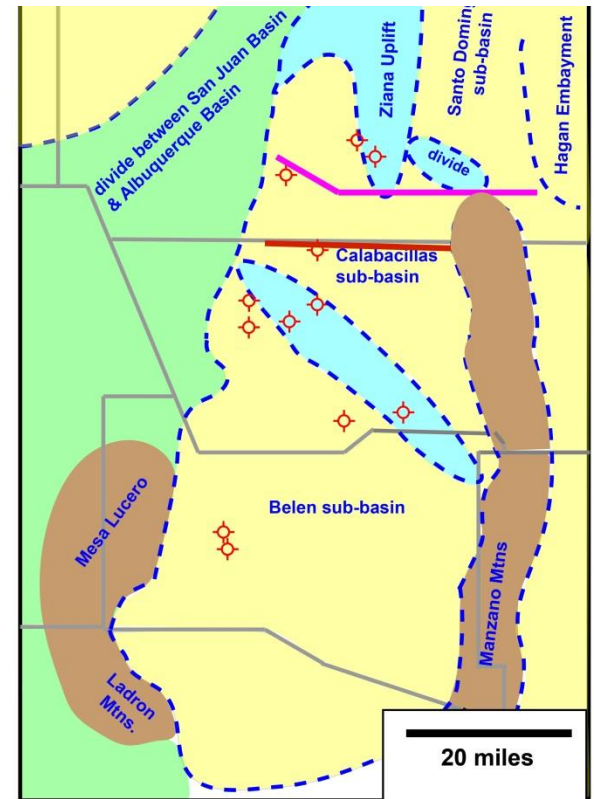 divide between San Juan Basin
& Albuquerque Basin
Ziana Uplift
Santo Doming
sub-basin
Hagan Embayment
divide
Calabacillas
sub-basin
Belen sub-basin
Mesa Lucero
Manzano Mtns
Ladron
Mtns.
20 miles